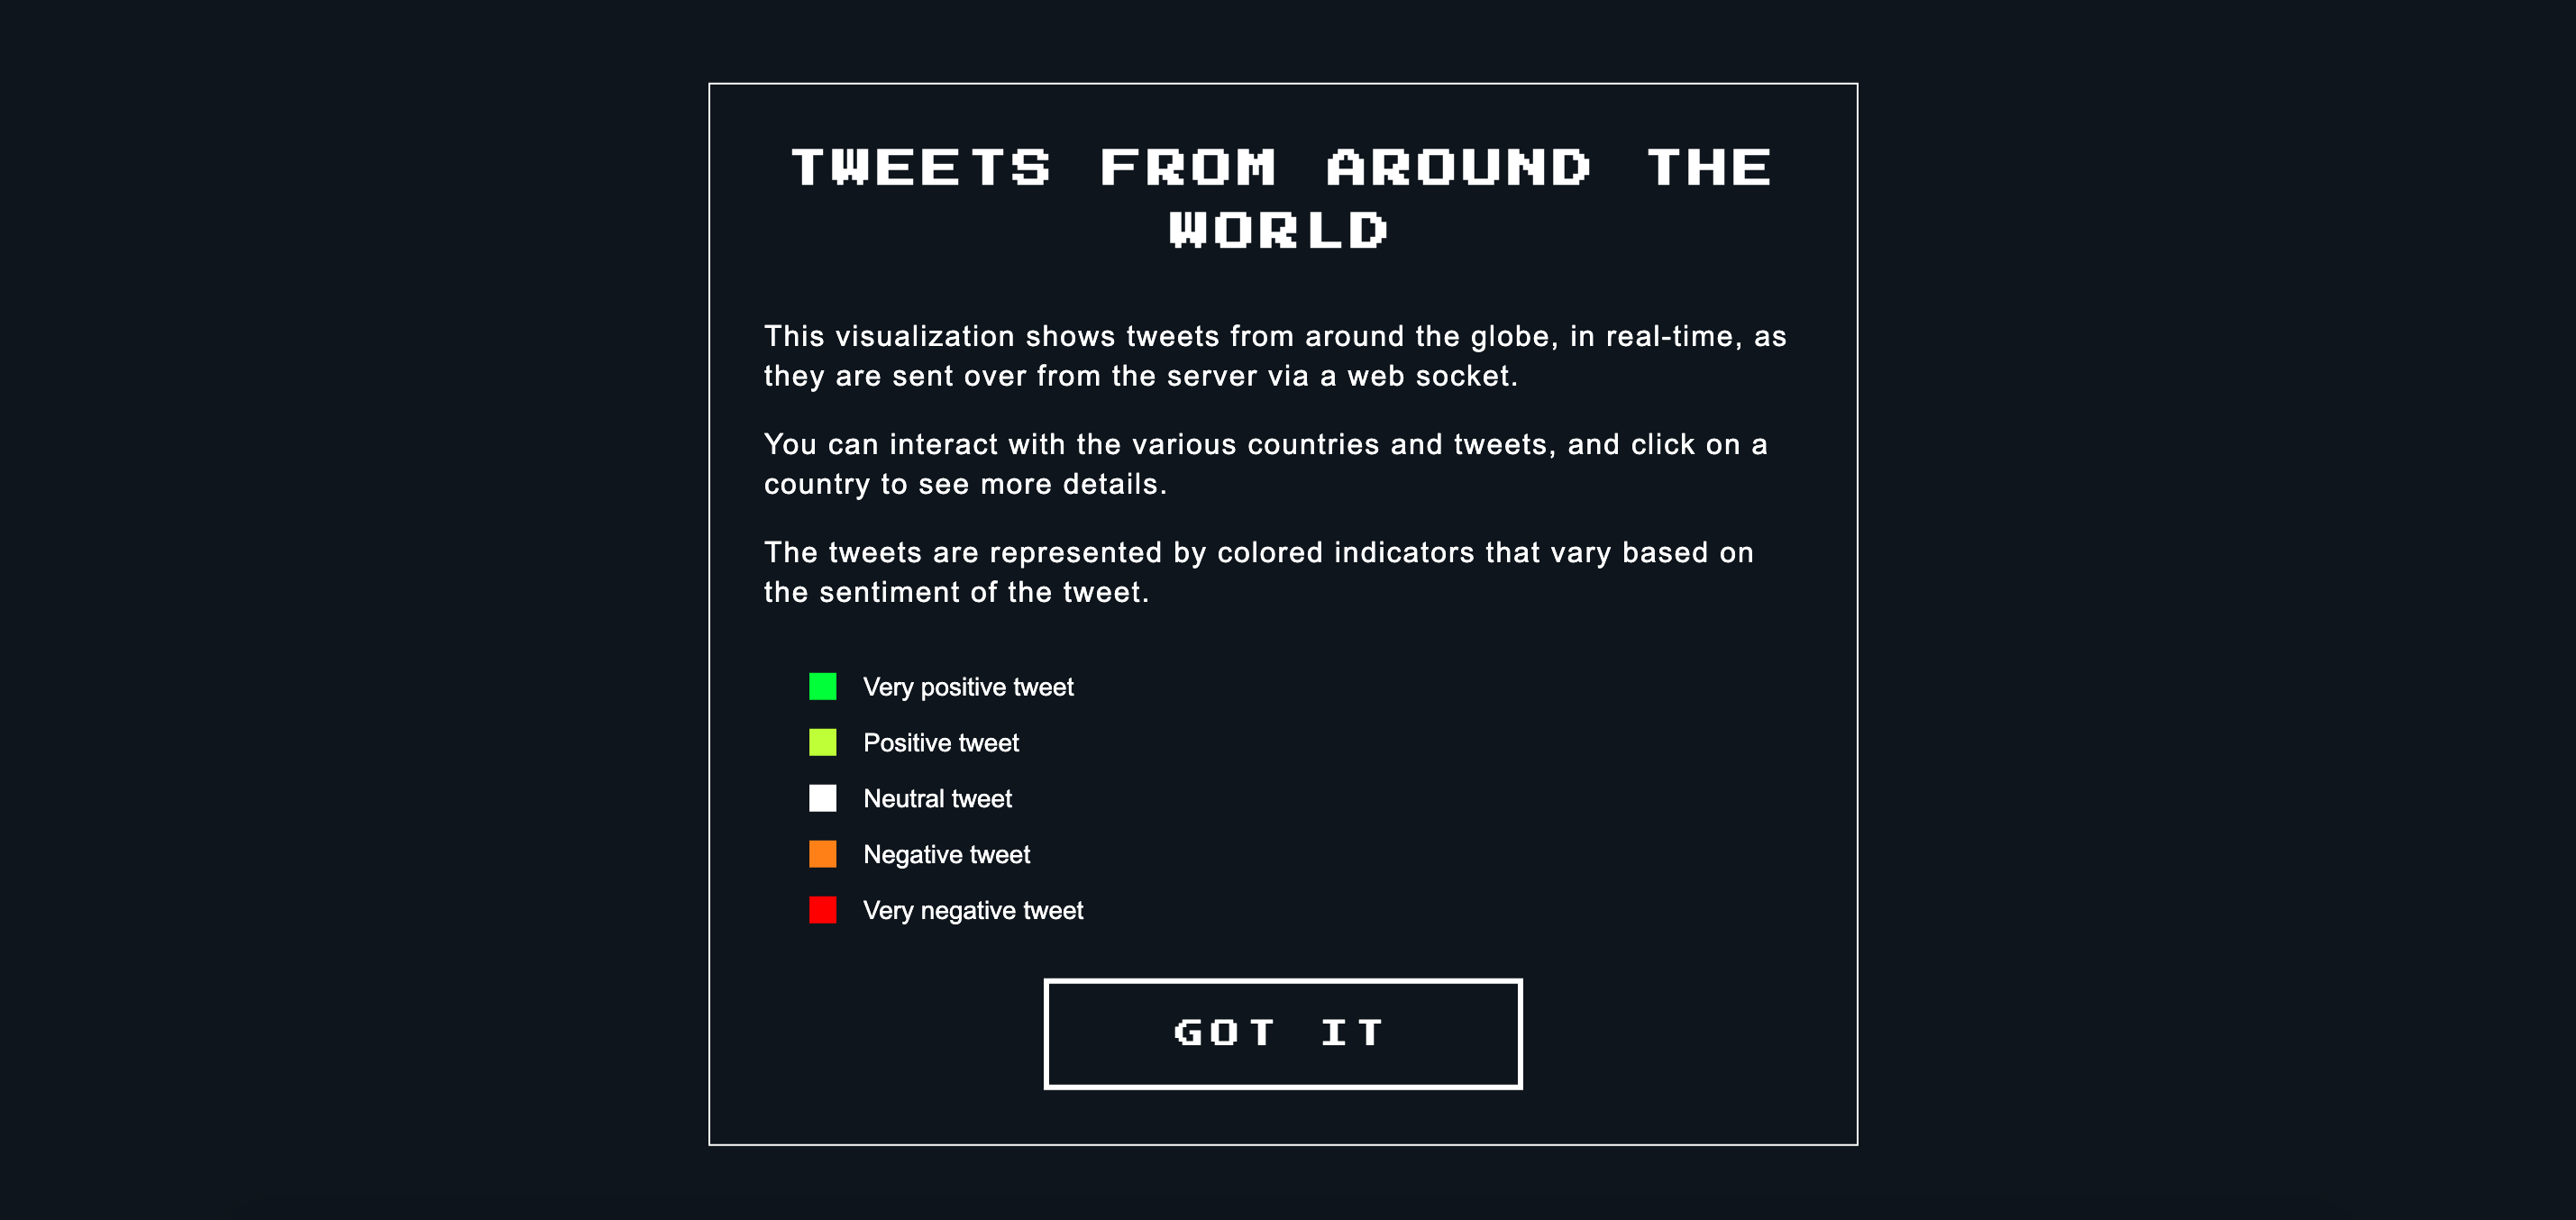 TWEETS FROM AROUND THE
WORLD
This visualization shows tweets from around the globe, in real-time, as
they are sent over from the server via a web socket.
You can interact with the various countries and tweets, and click on a
country to see more details.
The tweets are represented by colored indicators that vary based on
the sentiment of the tweet.
Very positive tweet
Positive tweet
Neutral tweet
Negative tweet
Very negative tweet
GOT IT